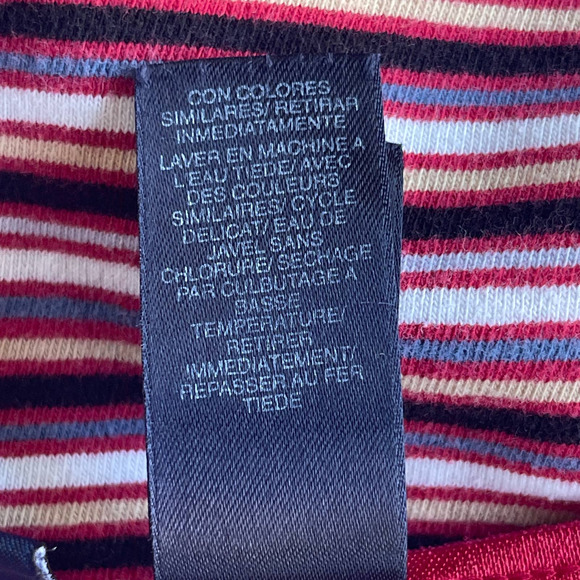 CON COLORES
SIMILARES/RETIRAR
INMEDIATAMENTE
LAVER EN MACHINE A
L'EAU TIEDE/AVEC
DES COULEURS
SIMILAIRES/ CYCLE
DELICAT/ EAU DE
JAVEL SANS
CHLORURE/ SECHAGE
PAR CULBUTAGE A
BASSE
TEMPERATURE/
RETIRER
IMMEDIATEMENT/
REPASSER AU FER
TIEDE